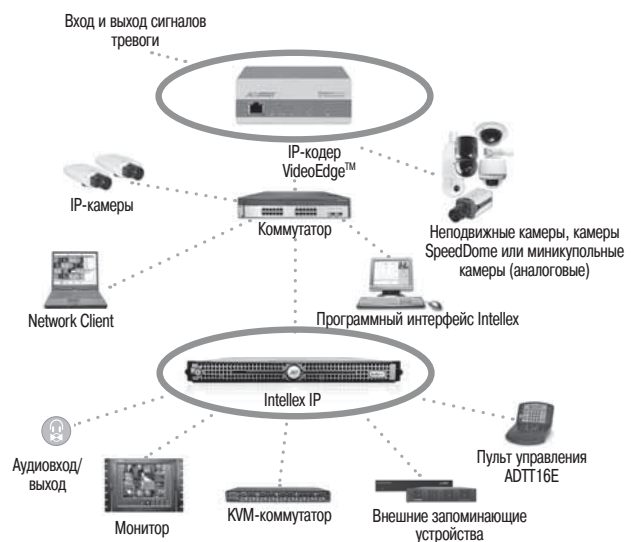 Вход и выход сигналов
тревоги
IP-кодер
VideoEdge™
IP-камеры
Коммутатор
Неподвижные камеры, камеры
SpeedDome или миникупольные
камеры (аналоговые)
Network Client
Программный интерфейс Intellex
Intellex IP
Аудиовход/
выход
Монитор
KVM-коммутатор
Внешние запоминающие
устройства
Пульт управления
ADTT16E